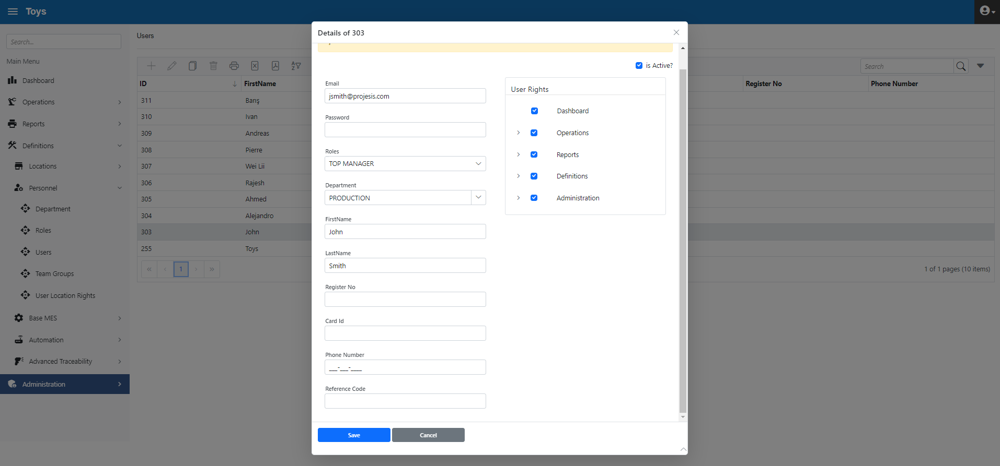 Toys
Search...
Main Menu
Dashboard
Operations
Reports
Definitions
Locations
Personnel
Department
Roles
Users
Team Groups
User Location Rights
Base MES
Automation
Advanced Traceability
Administration
Users
Search
ID FirstName Register No Phone Number
311 Barış
310 Ivan
309 Andreas
308 Pierre
307 Wei Lii
306 Rajesh
305 Ahmed
304 Alejandro
303 John
255 Toys
« ‹ 1 › »
1 of 1 pages (10 items)
Details of 303
is Active?
Email
jsmith@projesis.com
Password
Roles
TOP MANAGER
Department
PRODUCTION
FirstName
John
LastName
Smith
Register No
Card Id
Phone Number
___-___-____
Reference Code
User Rights
Dashboard
Operations
Reports
Definitions
Administration
Save
Cancel